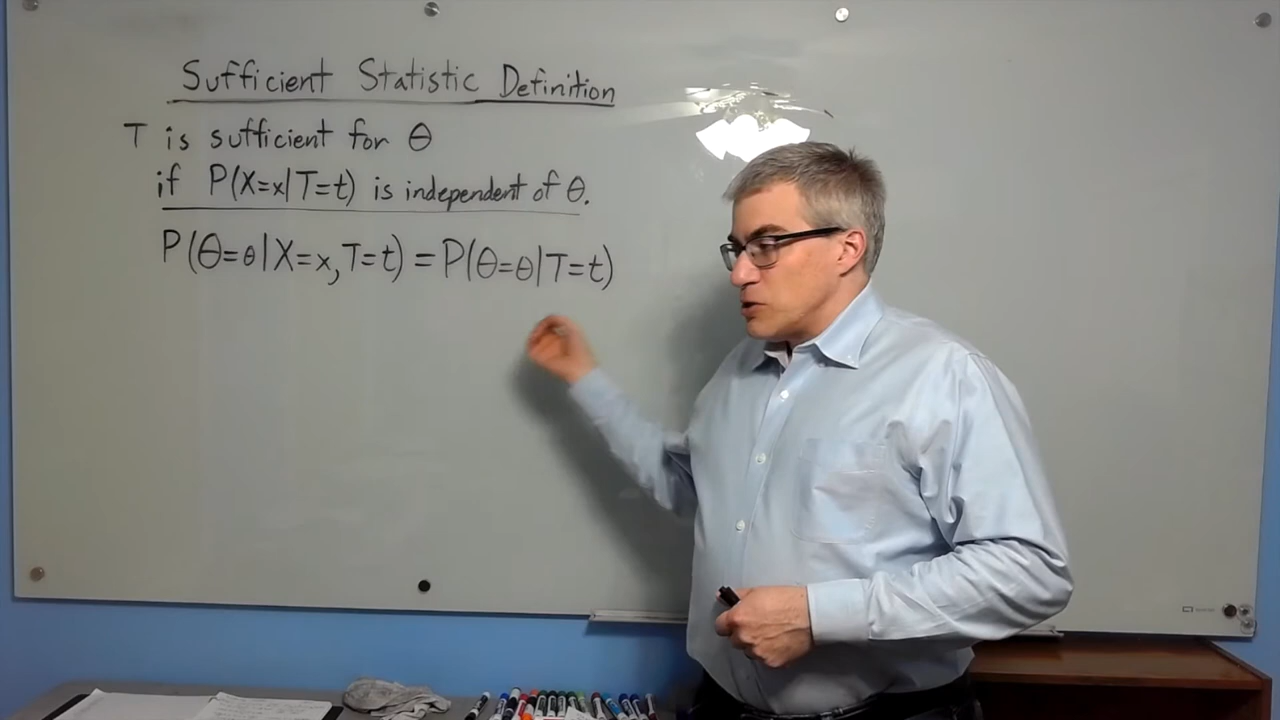 Sufficient Statistic Definition
T is sufficient for Θ
if P(X=x|T=t) is independent of Θ.
P(Θ=θ|X=x,T=t)=P(Θ=θ|T=t)